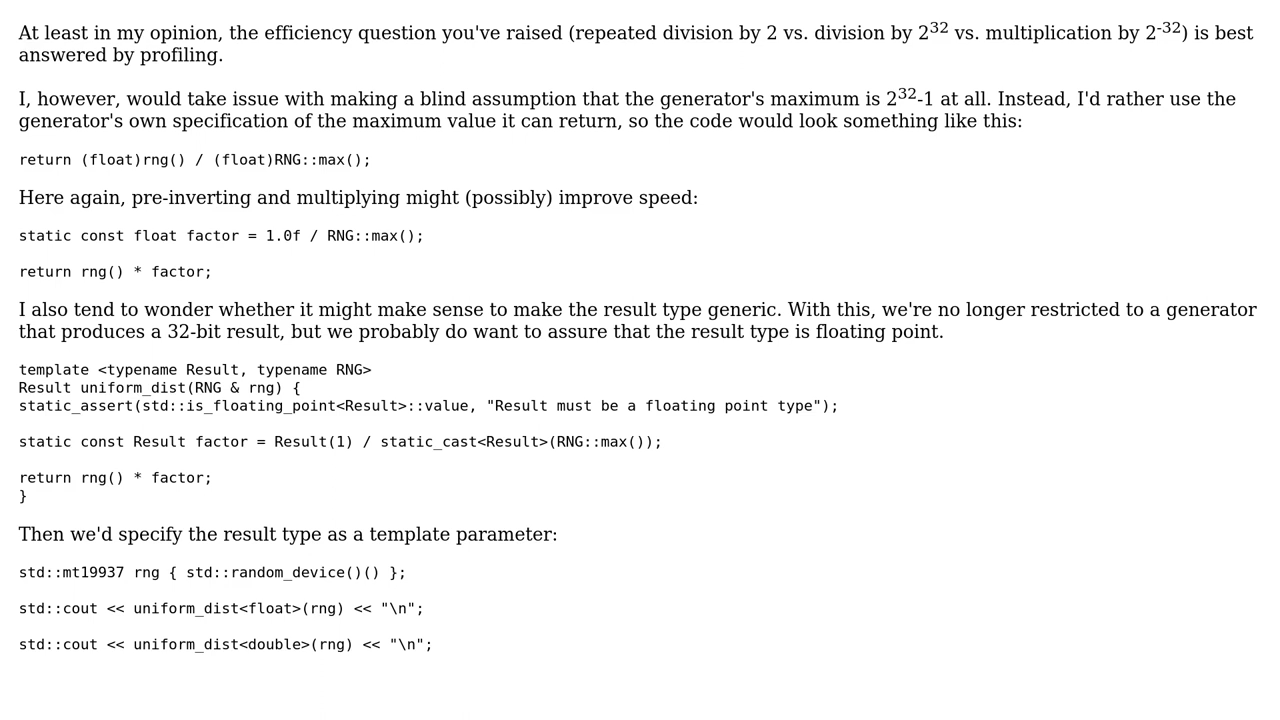 At least in my opinion, the efficiency question you've raised (repeated division by 2 vs. division by 2³² vs. multiplication by 2⁻³²) is best
answered by profiling.
I, however, would take issue with making a blind assumption that the generator's maximum is 2³²-1 at all. Instead, I'd rather use the
generator's own specification of the maximum value it can return, so the code would look something like this:
return (float)rng() / (float)RNG::max();
Here again, pre-inverting and multiplying might (possibly) improve speed:
static const float factor = 1.0f / RNG::max();
return rng() * factor;
I also tend to wonder whether it might make sense to make the result type generic. With this, we're no longer restricted to a generator
that produces a 32-bit result, but we probably do want to assure that the result type is floating point.
template <typename Result, typename RNG>
Result uniform_dist(RNG & rng) {
static_assert(std::is_floating_point<Result>::value, "Result must be a floating point type");
static const Result factor = Result(1) / static_cast<Result>(RNG::max());
return rng() * factor;
}
Then we'd specify the result type as a template parameter:
std::mt19937 rng { std::random_device()() };
std::cout << uniform_dist<float>(rng) << "\n";
std::cout << uniform_dist<double>(rng) << "\n";